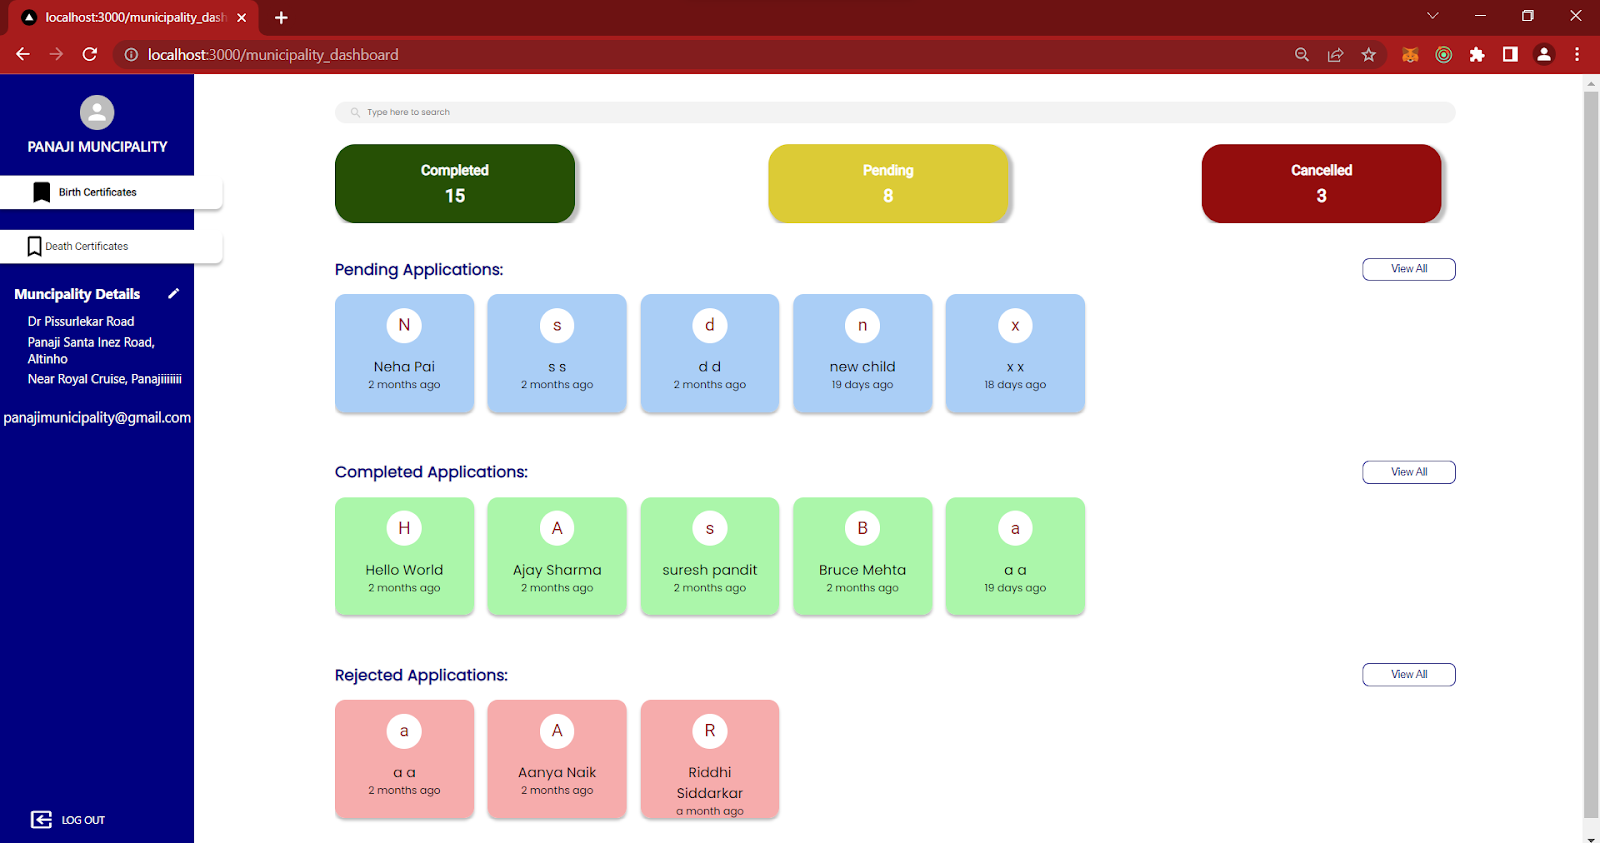 localhost:3000/municipality_dash
localhost:3000/municipality_dashboard
PANAJI MUNCIPALITY
Birth Certificates
Death Certificates
Muncipality Details
Dr Pissurlekar Road
Panaji Santa Inez Road,
Altinho
Near Royal Cruise, Panajiiiiiiii
panajimunicipality@gmail.com
LOG OUT
Type here to search
Completed
15
Pending
8
Cancelled
3
Pending Applications:
View All
N
s
d
n
x
Neha Pai
s s
d d
new child
x x
2 months ago
2 months ago
2 months ago
19 days ago
18 days ago
Completed Applications:
View All
H
A
s
B
a
Hello World
Ajay Sharma
suresh pandit
Bruce Mehta
a a
2 months ago
2 months ago
2 months ago
2 months ago
19 days ago
Rejected Applications:
View All
a
A
R
a a
Aanya Naik
Riddhi
Siddarkar
2 months ago
2 months ago
a month ago